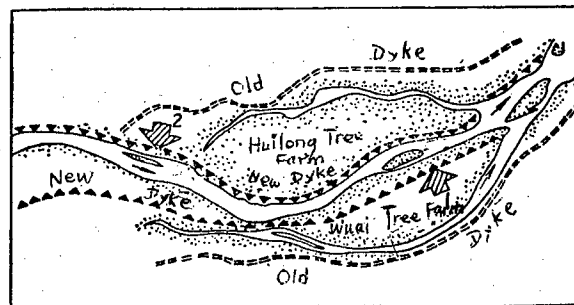 Old Dyke
2
Huilong Tree
Farm
New Dyke
New Dyke
1
Wuai Tree Farm
Old Dyke